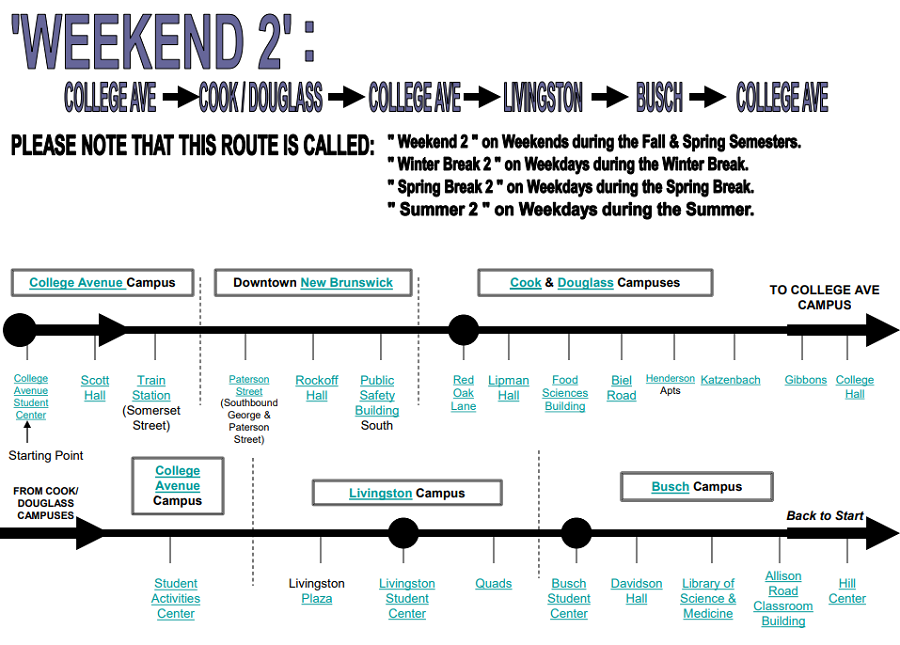 'WEEKEND 2':
COLLEGE AVE COOK / DOUGLASS COLLEGE AVE LIVINGSTON BUSCH COLLEGE AVE
PLEASE NOTE THAT THIS ROUTE IS CALLED:
" Weekend 2 " on Weekends during the Fall & Spring Semesters.
" Winter Break 2 " on Weekdays during the Winter Break.
" Spring Break 2 " on Weekdays during the Spring Break.
" Summer 2 " on Weekdays during the Summer.
College Avenue Campus
Downtown New Brunswick
Cook & Douglass Campuses
TO COLLEGE AVE
CAMPUS
College
Avenue
Student
Center
Starting Point
Scott
Hall
Train
Station
(Somerset
Street)
Paterson
Street
(Southbound
George &
Paterson
Street)
Rockoff
Hall
Public
Safety
Building
South
Red
Oak
Lane
Lipman
Hall
Food
Sciences
Building
Biel
Road
Henderson
Apts
Katzenbach
Gibbons
College
Hall
FROM COOK/
DOUGLASS
CAMPUSES
College
Avenue
Campus
Livingston Campus
Busch Campus
Back to Start
Student
Activities
Center
Livingston
Plaza
Livingston
Student
Center
Quads
Busch
Student
Center
Davidson
Hall
Library of
Science &
Medicine
Allison
Road
Classroom
Building
Hill
Center